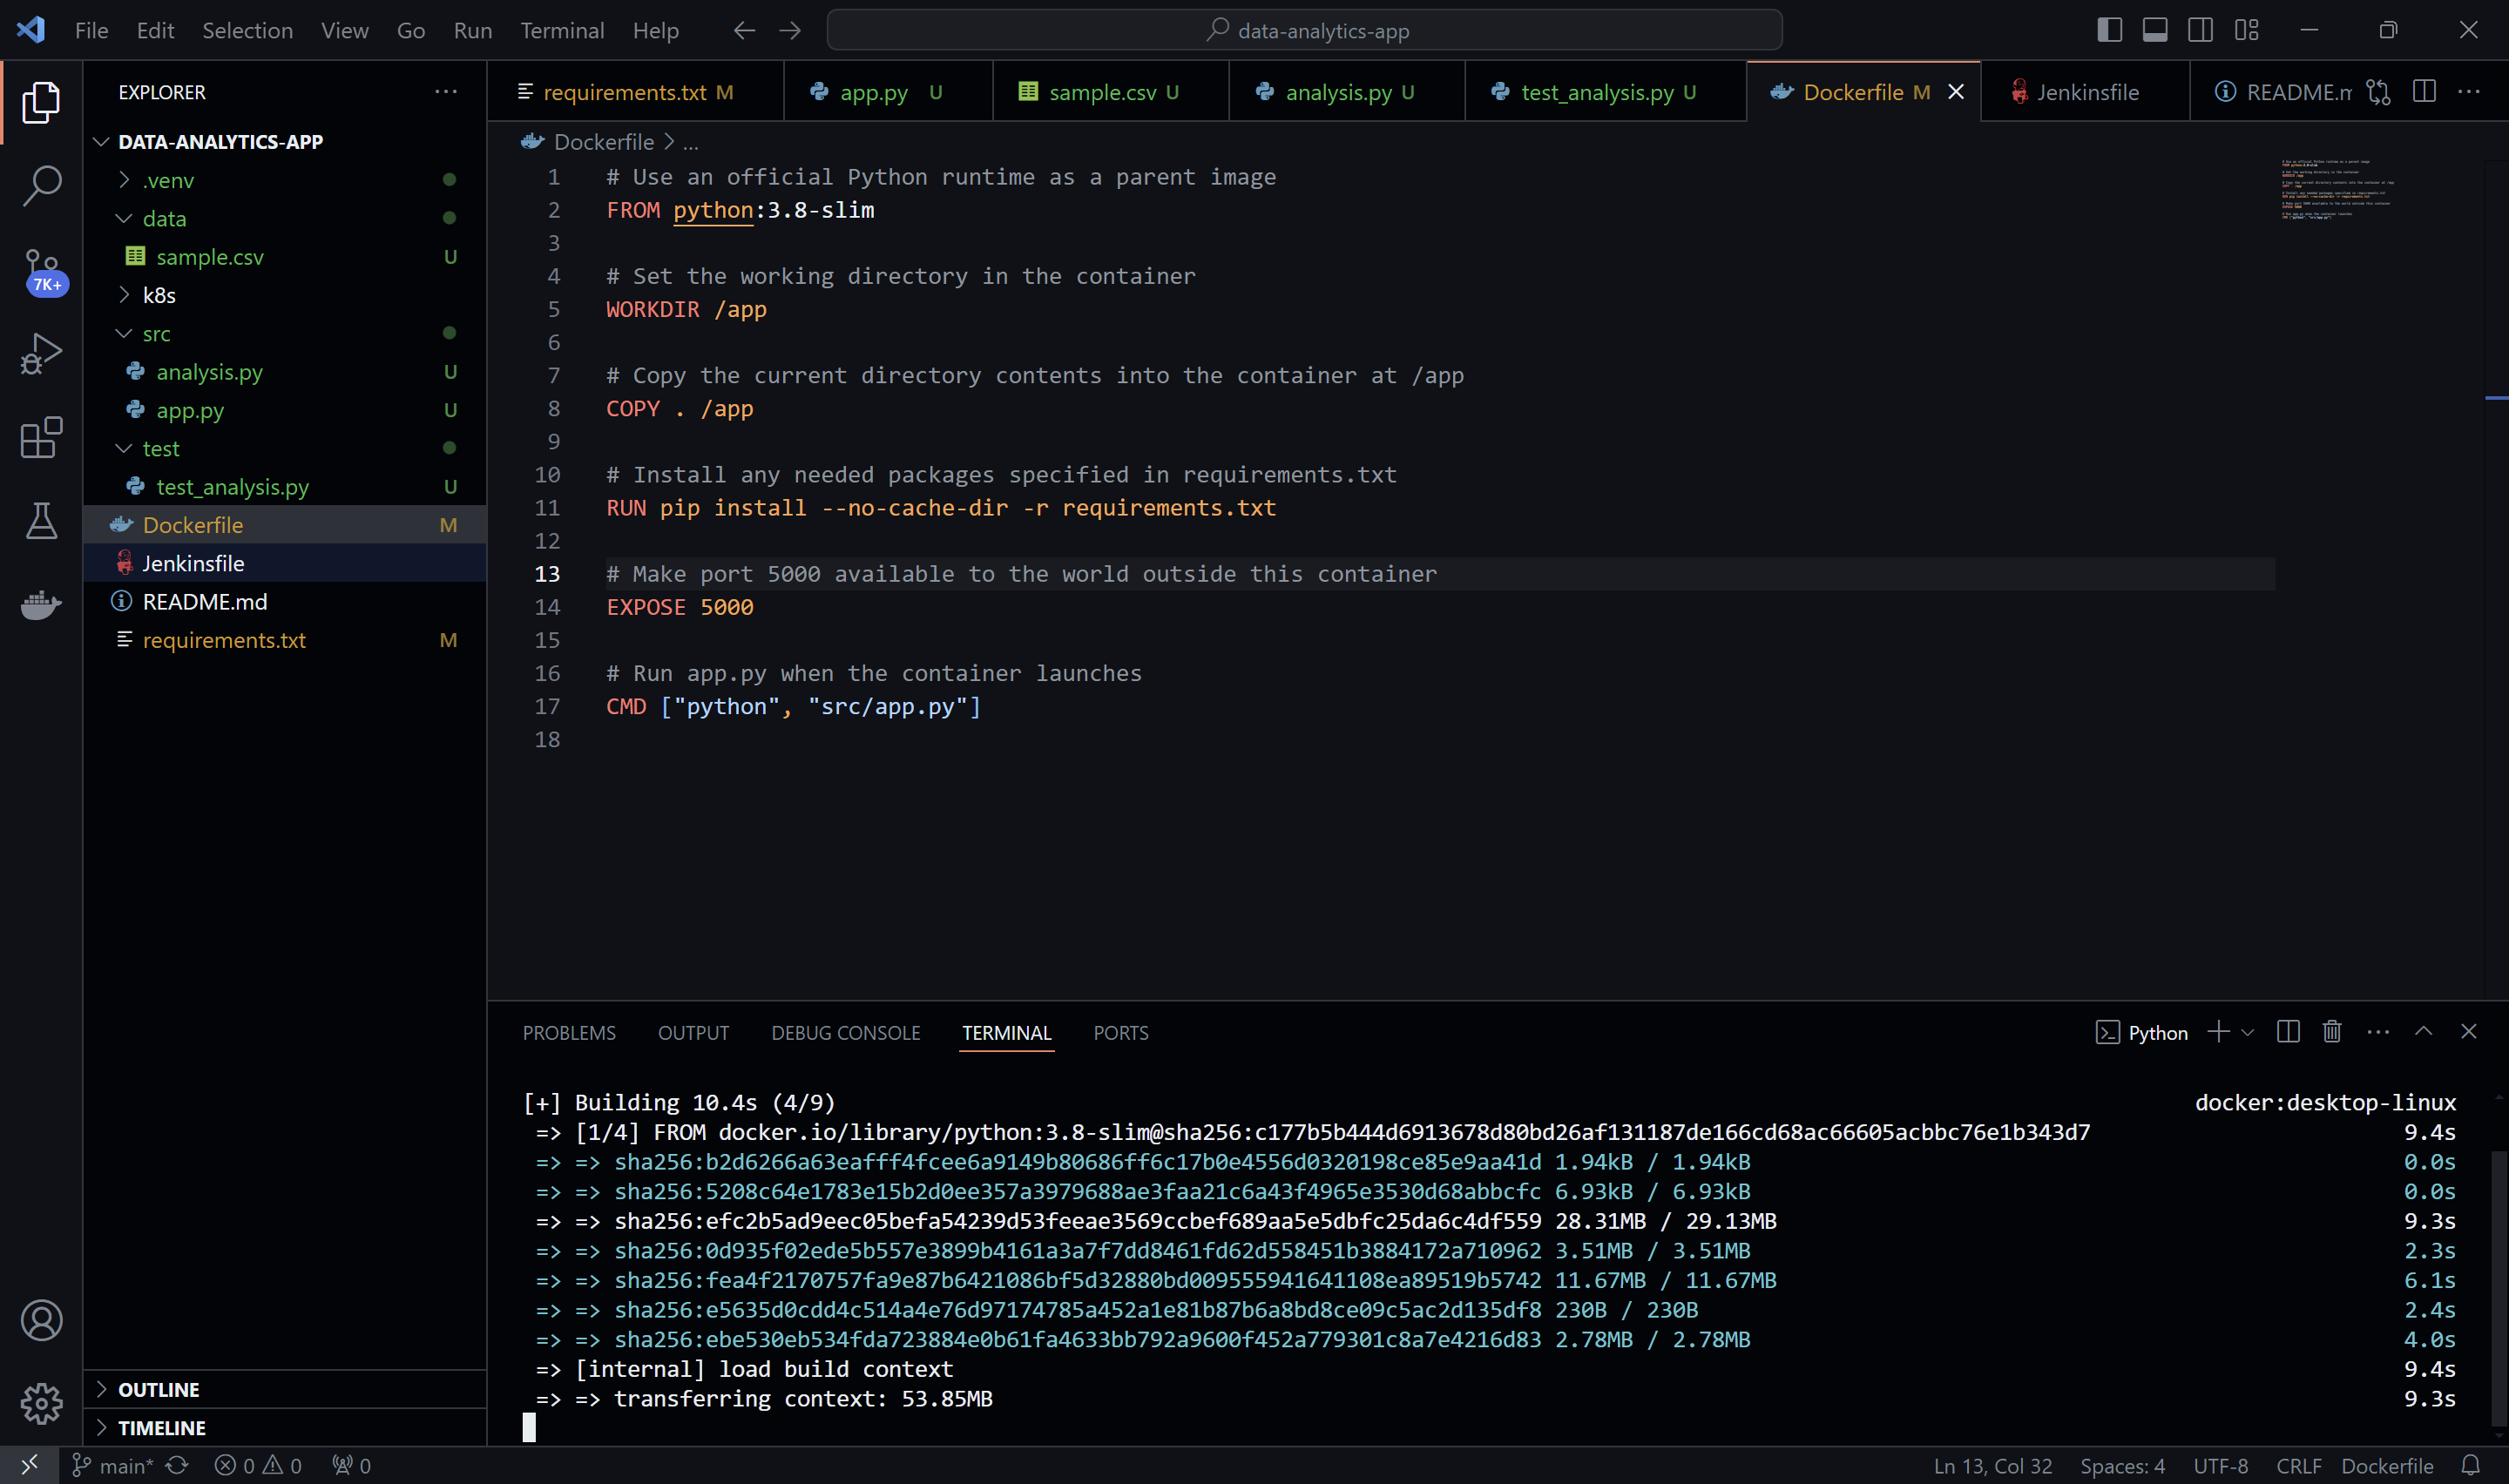 File Edit Selection View Go Run Terminal Help data-analytics-app
EXPLORER
DATA-ANALYTICS-APP
.venv
data
sample.csv U
k8s
src
analysis.py U
app.py U
test
test_analysis.py U
Dockerfile M
Jenkinsfile
README.md
requirements.txt M
OUTLINE
TIMELINE
7K+
requirements.txt M app.py U sample.csv U analysis.py U test_analysis.py U Dockerfile M Jenkinsfile README.m
Dockerfile > ...
1 # Use an official Python runtime as a parent image
2 FROM python:3.8-slim
3
4 # Set the working directory in the container
5 WORKDIR /app
6
7 # Copy the current directory contents into the container at /app
8 COPY . /app
9
10 # Install any needed packages specified in requirements.txt
11 RUN pip install --no-cache-dir -r requirements.txt
12
13 # Make port 5000 available to the world outside this container
14 EXPOSE 5000
15
16 # Run app.py when the container launches
17 CMD ["python", "src/app.py"]
18
PROBLEMS OUTPUT DEBUG CONSOLE TERMINAL PORTS Python
[+] Building 10.4s (4/9) docker:desktop-linux
=> [1/4] FROM docker.io/library/python:3.8-slim@sha256:c177b5b444d6913678d80bd26af131187de166cd68ac66605acbbc76e1b343d7 9.4s
=> => sha256:b2d6266a63eafff4fcee6a9149b80686ff6c17b0e4556d0320198ce85e9aa41d 1.94kB / 1.94kB 0.0s
=> => sha256:5208c64e1783e15b2d0ee357a3979688ae3faa21c6a43f4965e3530d68abbcfc 6.93kB / 6.93kB 0.0s
=> => sha256:efc2b5ad9eec05befa54239d53feeae3569ccbef689aa5e5dbfc25da6c4df559 28.31MB / 29.13MB 9.3s
=> => sha256:0d935f02ede5b557e3899b4161a3a7f7dd8461fd62d558451b3884172a710962 3.51MB / 3.51MB 2.3s
=> => sha256:fea4f2170757fa9e87b6421086bf5d32880bd009555941641108ea89519b5742 11.67MB / 11.67MB 6.1s
=> => sha256:e5635d0cdd4c514a4e76d97174785a452a1e81b87b6a8bd8ce09c5ac2d135df8 230B / 230B 2.4s
=> => sha256:ebe530eb534fda723884e0b61fa4633bb792a9600f452a779301c8a7e4216d83 2.78MB / 2.78MB 4.0s
=> [internal] load build context 9.4s
=> => transferring context: 53.85MB 9.3s
main* 0 0 0 Ln 13, Col 32 Spaces: 4 UTF-8 CRLF Dockerfile